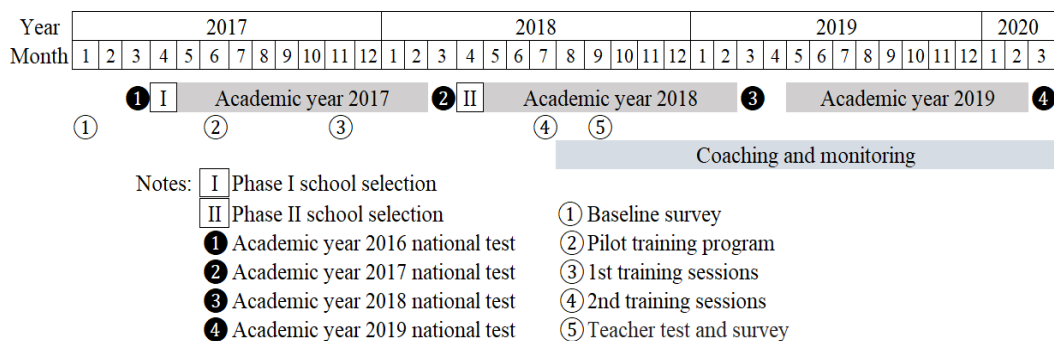 Year 2017 2018 2019 2020
Month 1 2 3 4 5 6 7 8 9 10 11 12 1 2 3 4 5 6 7 8 9 10 11 12 1 2 3 4 5 6 7 8 9 10 11 12 1 2 3
❶ I Academic year 2017 ❷ II Academic year 2018 ❸ Academic year 2019 ❹
① ② ③ ④ ⑤
Coaching and monitoring
Notes: I Phase I school selection
II Phase II school selection ① Baseline survey
❶ Academic year 2016 national test ② Pilot training program
❷ Academic year 2017 national test ③ 1st training sessions
❸ Academic year 2018 national test ④ 2nd training sessions
❹ Academic year 2019 national test ⑤ Teacher test and survey